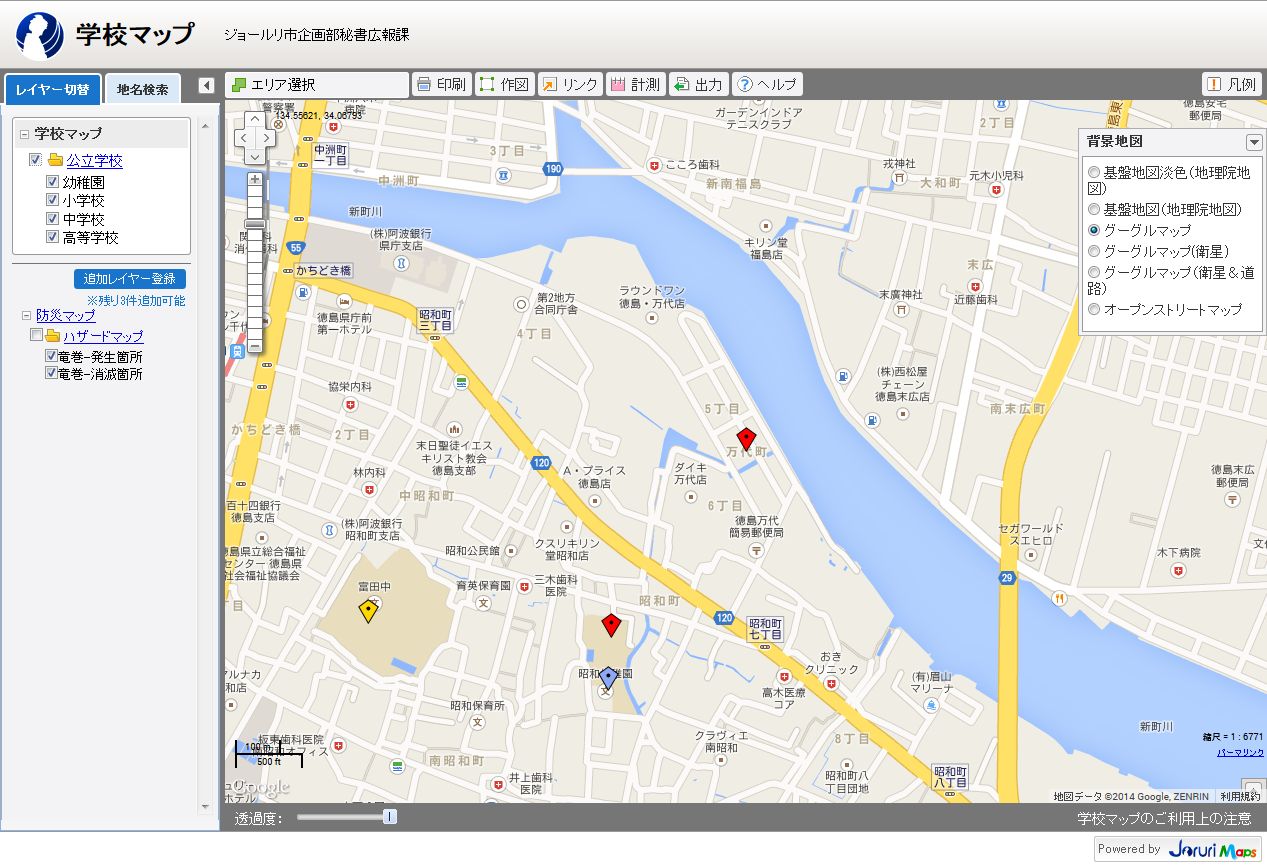 学校マップ
ジョールリ市企画部秘書広報課
レイヤー切替
地名検索
エリア選択
印刷
作図
リンク
計測
出力
ヘルプ
凡例
学校マップ
公立学校
幼稚園
小学校
中学校
高等学校
追加レイヤー登録
※残り3件追加可能
防災マップ
ハザードマップ
竜巻-発生箇所
竜巻-消滅箇所
134.55621, 34.06793
警察署
病院
中洲町
一丁目
3丁目
190
中洲町
新町川
55
(株)阿波銀行
県庁支店
かちどき橋
徳島県庁前
第一ホテル
昭和町
三丁目
第2地方
合同庁舎
4丁目
ラウンドワン
徳島・万代店
こころ歯科
新南福島
ガーデンインドア
テニスクラブ
2丁目
徳島安宅
郵便局
戎神社
大和町
元木小児科
キリン堂
福島店
末広
近藤歯科
末廣神社
(株)西松屋
チェーン
徳島末広店
南末広町
協栄内科
かちどき橋
2丁目
末日聖徒イエス
キリスト教会
徳島支部
林内科
中昭和町
百十四銀行
徳島支店
(株)阿波銀行
昭和町支店
徳島県立総合福祉
センター 徳島県
社会福祉協議会
120
A・プライス
徳島店
5丁目
万代町
ダイキ
万代店
6丁目
徳島万代
簡易郵便局
クスリキリン
堂昭和店
昭和公民館
富田中
育英保育園
三木歯科
医院
昭和町
120
昭和町
七丁目
おき
クリニック
高木医療
コア
(有)眉山
マリーナ
セガワールド
スエヒロ
29
木下病院
徳島末広
郵便局
昭和保育所
板東歯科医院
南昭和町
井上歯科
医院
クラヴィエ
南昭和
8丁目
昭和町八
丁目団地
昭和町
八丁目
新町川
縮尺 = 1 : 6771
パーマリンク
100 m
500 ft
Google
地図データ ©2014 Google, ZENRIN
利用規約
背景地図
基盤地図淡色(地理院地
図)
基盤地図(地理院地図)
グーグルマップ
グーグルマップ(衛星)
グーグルマップ(衛星&道
路)
オープンストリートマップ
透過度:
学校マップのご利用上の注意
Powered by Joruri Maps